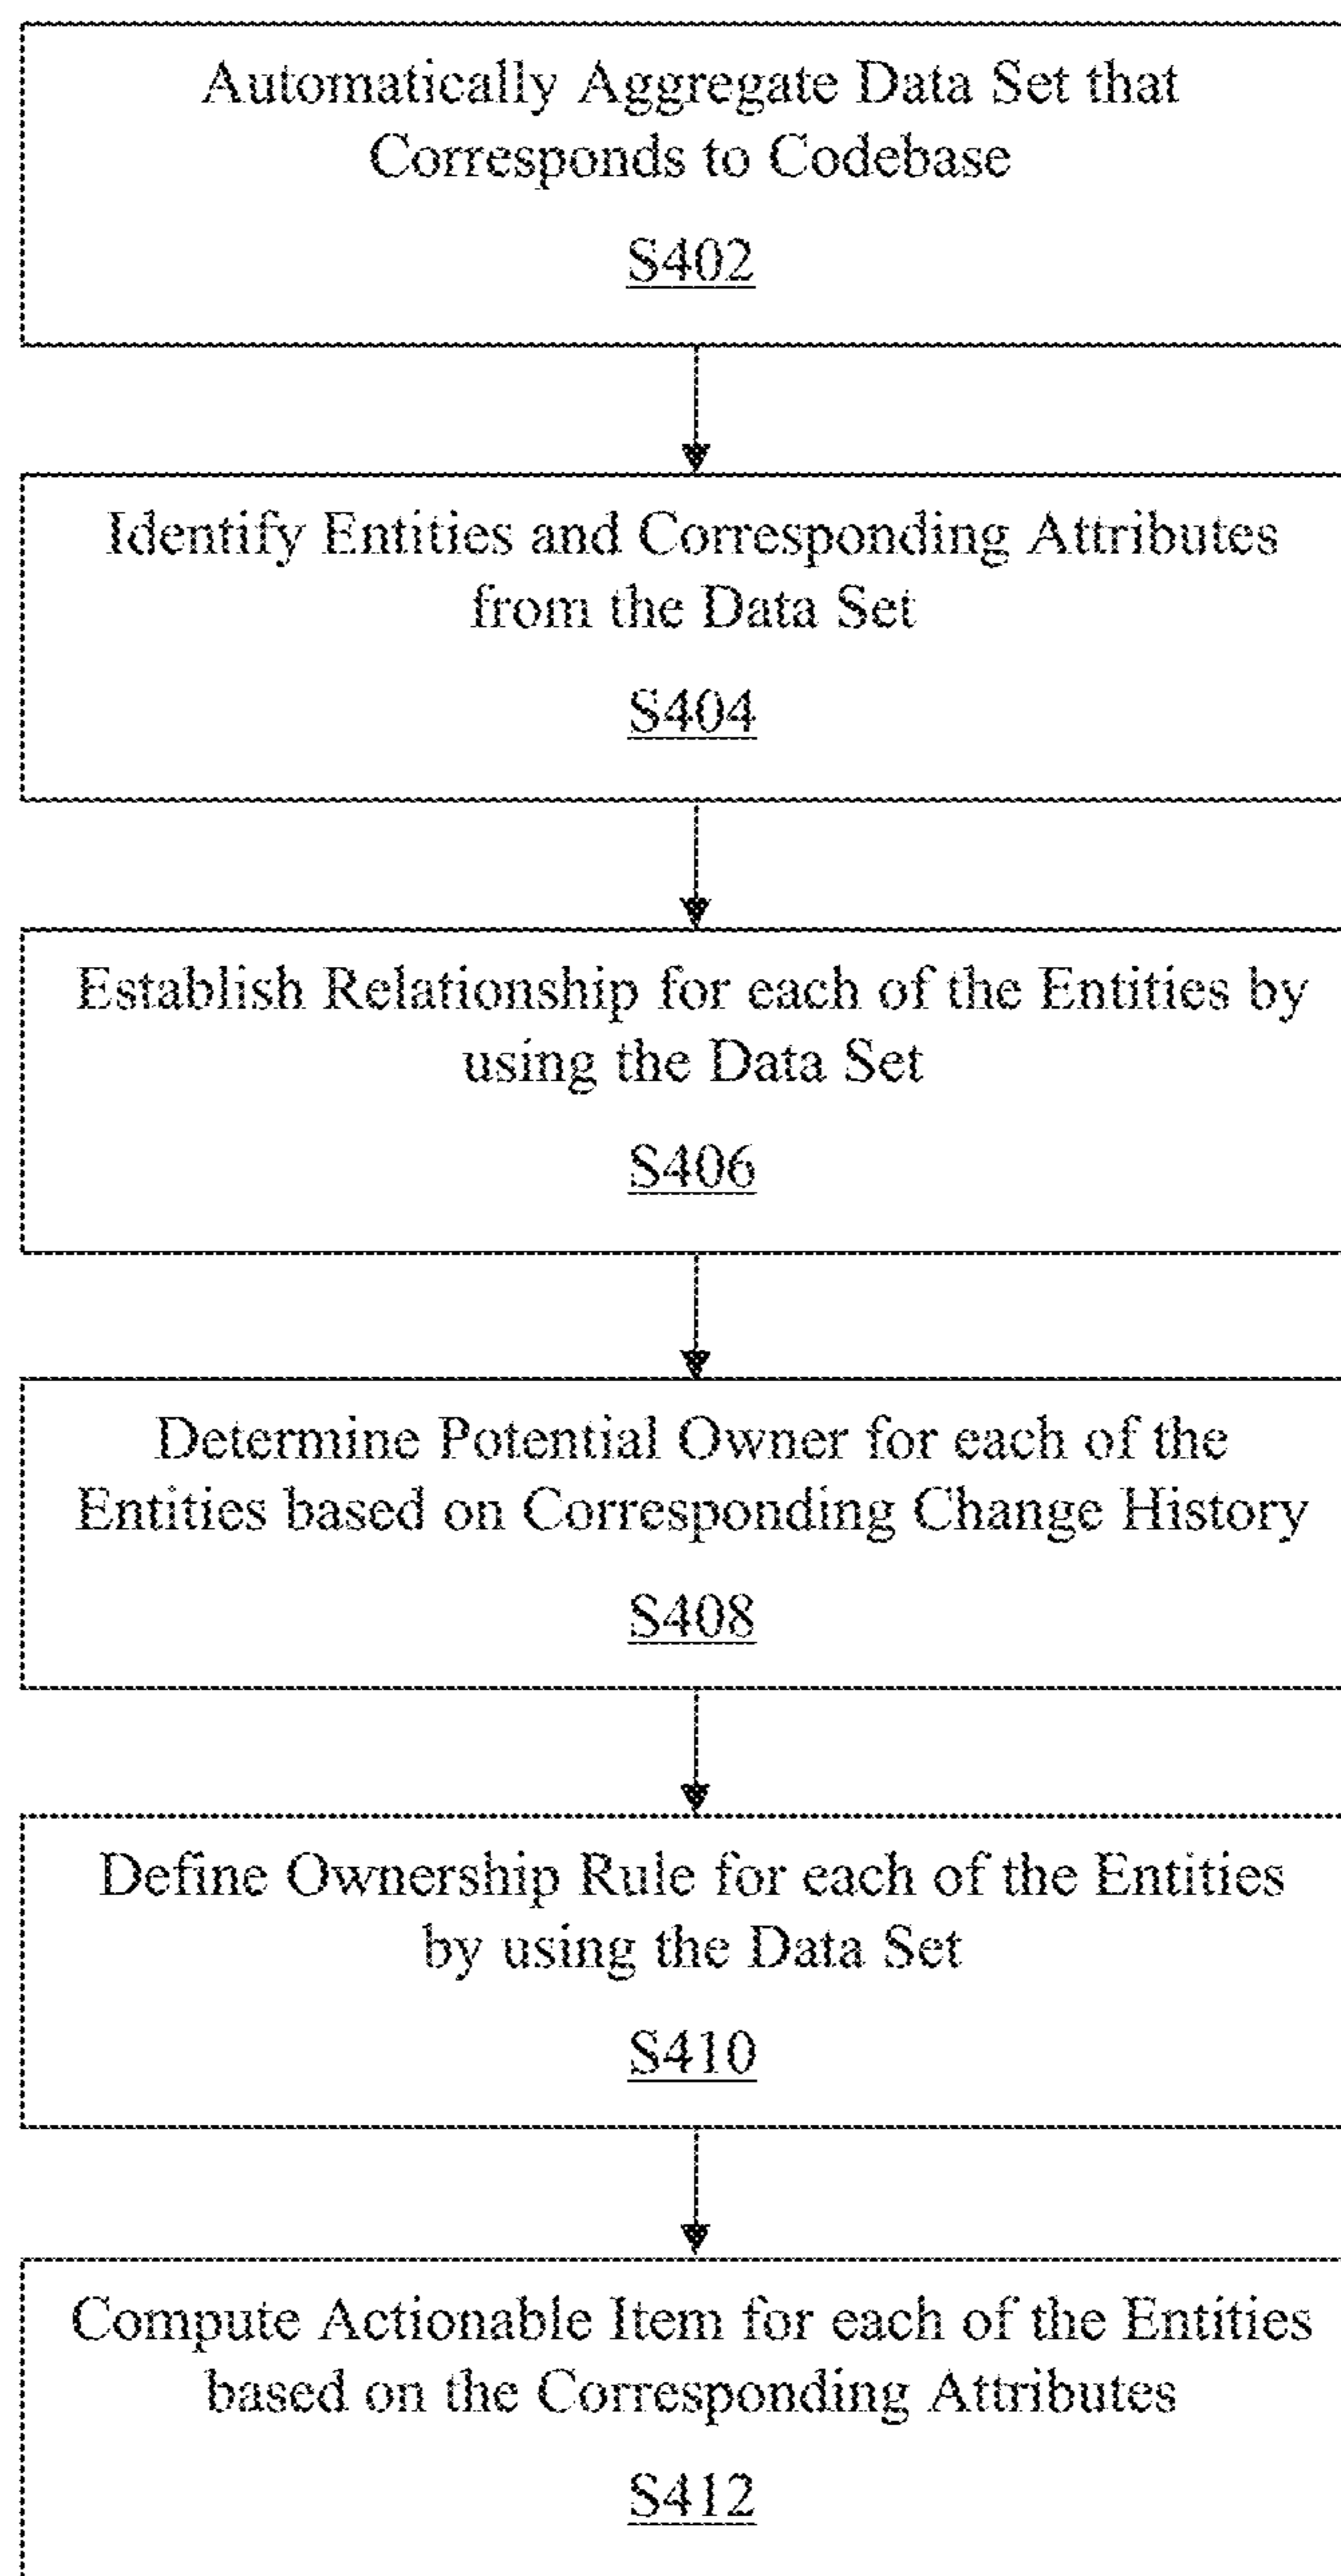 Automatically Aggregate Data Set that
Corresponds to Codebase
S402
Identify Entities and Corresponding Attributes
from the Data Set
S404
Establish Relationship for each of the Entities by
using the Data Set
S406
Determine Potential Owner for each of the
Entities based on Corresponding Change History
S408
Define Ownership Rule for each of the Entities
by using the Data Set
S410
Compute Actionable Item for each of the Entities
based on the Corresponding Attributes
S412